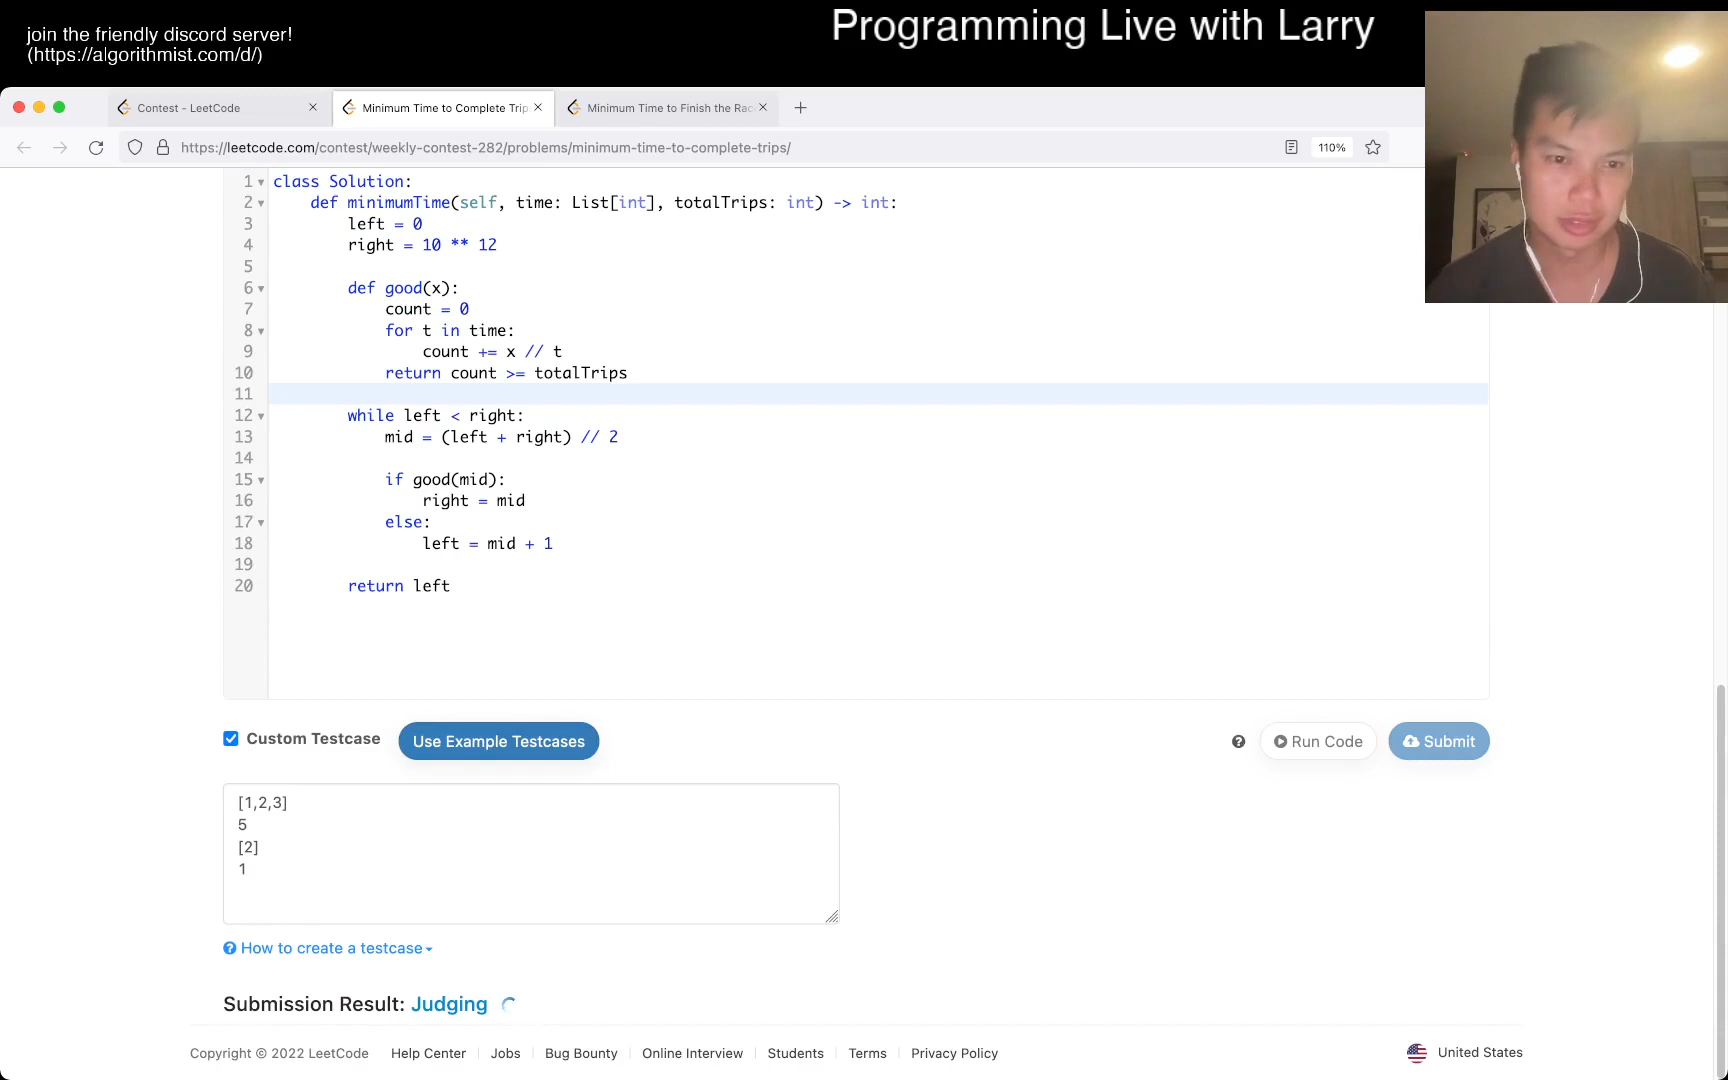 join the friendly discord server!
(https://algorithmist.com/d/)
Programming Live with Larry
Contest - LeetCode
Minimum Time to Complete Trip
Minimum Time to Finish the Rac
https://leetcode.com/contest/weekly-contest-282/problems/minimum-time-to-complete-trips/
110%
1 class Solution:
2 def minimumTime(self, time: List[int], totalTrips: int) -> int:
3 left = 0
4 right = 10 ** 12
5
6 def good(x):
7 count = 0
8 for t in time:
9 count += x // t
10 return count >= totalTrips
11
12 while left < right:
13 mid = (left + right) // 2
14
15 if good(mid):
16 right = mid
17 else:
18 left = mid + 1
19
20 return left
Custom Testcase
Use Example Testcases
Run Code
Submit
[1,2,3]
5
[2]
1
How to create a testcase
Submission Result: Judging
Copyright © 2022 LeetCode
Help Center
Jobs
Bug Bounty
Online Interview
Students
Terms
Privacy Policy
United States